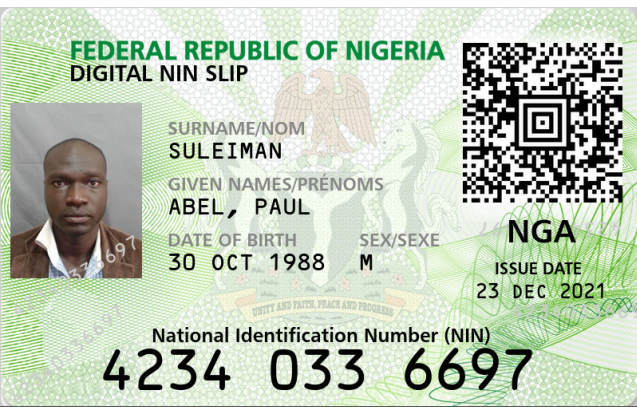 FEDERAL REPUBLIC OF NIGERIA
DIGITAL NIN SLIP
SURNAME/NOM
SULEIMAN
GIVEN NAMES/PRÉNOMS
ABEL, PAUL
DATE OF BIRTH SEX/SEXE
30 OCT 1988 M
NGA
ISSUE DATE
23 DEC 2021
UNITY AND FAITH, PEACE AND PROGRESS
National Identification Number (NIN)
4234 033 6697